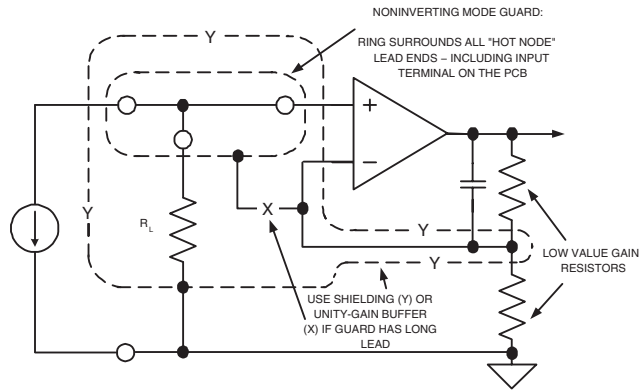 NONINVERTING MODE GUARD:
RING SURROUNDS ALL "HOT NODE"
LEAD ENDS – INCLUDING INPUT
TERMINAL ON THE PCB
Y
+
−
X
Y
R_L
Y
Y
LOW VALUE GAIN
RESISTORS
USE SHIELDING (Y) OR
UNITY-GAIN BUFFER
(X) IF GUARD HAS LONG
LEAD